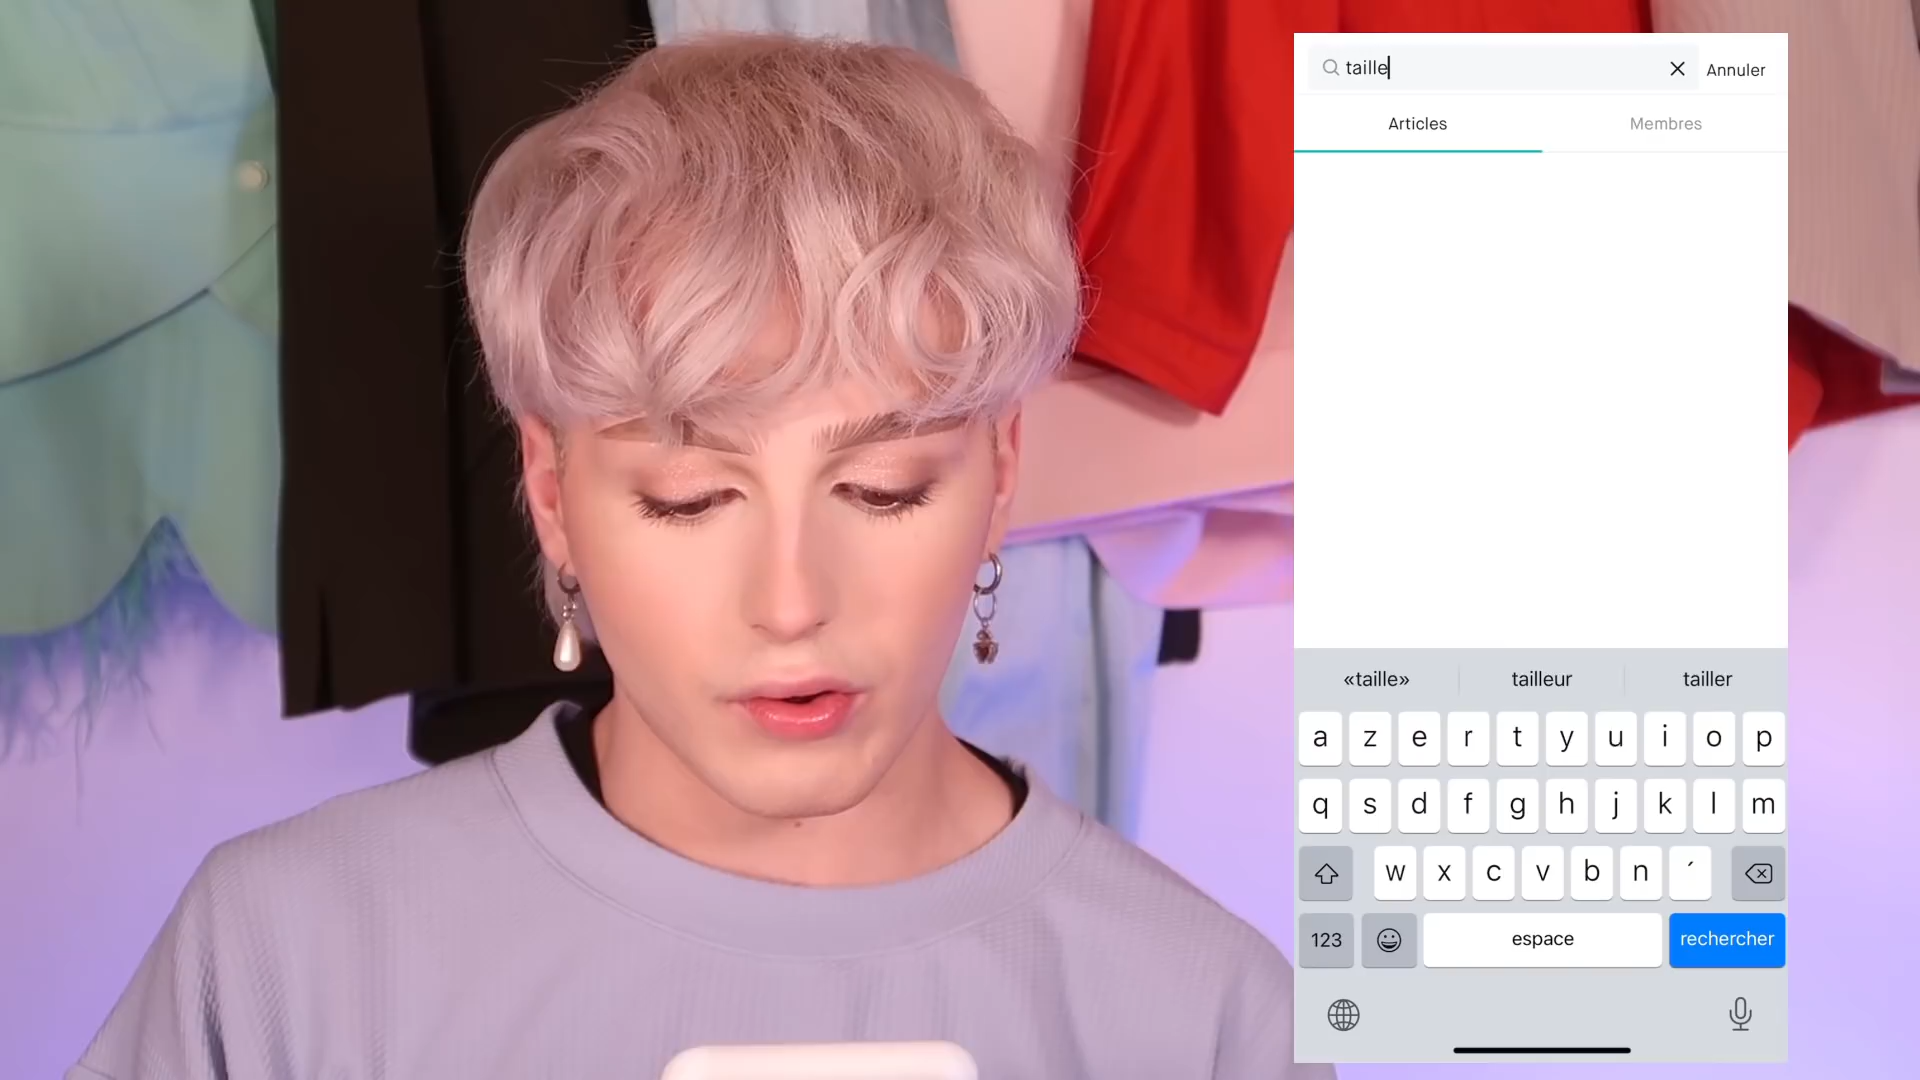 taille
Annuler
Articles
Membres
«taille» tailleur tailler
a z e r t y u i o p
q s d f g h j k l m
w x c v b n ´
123 espace rechercher